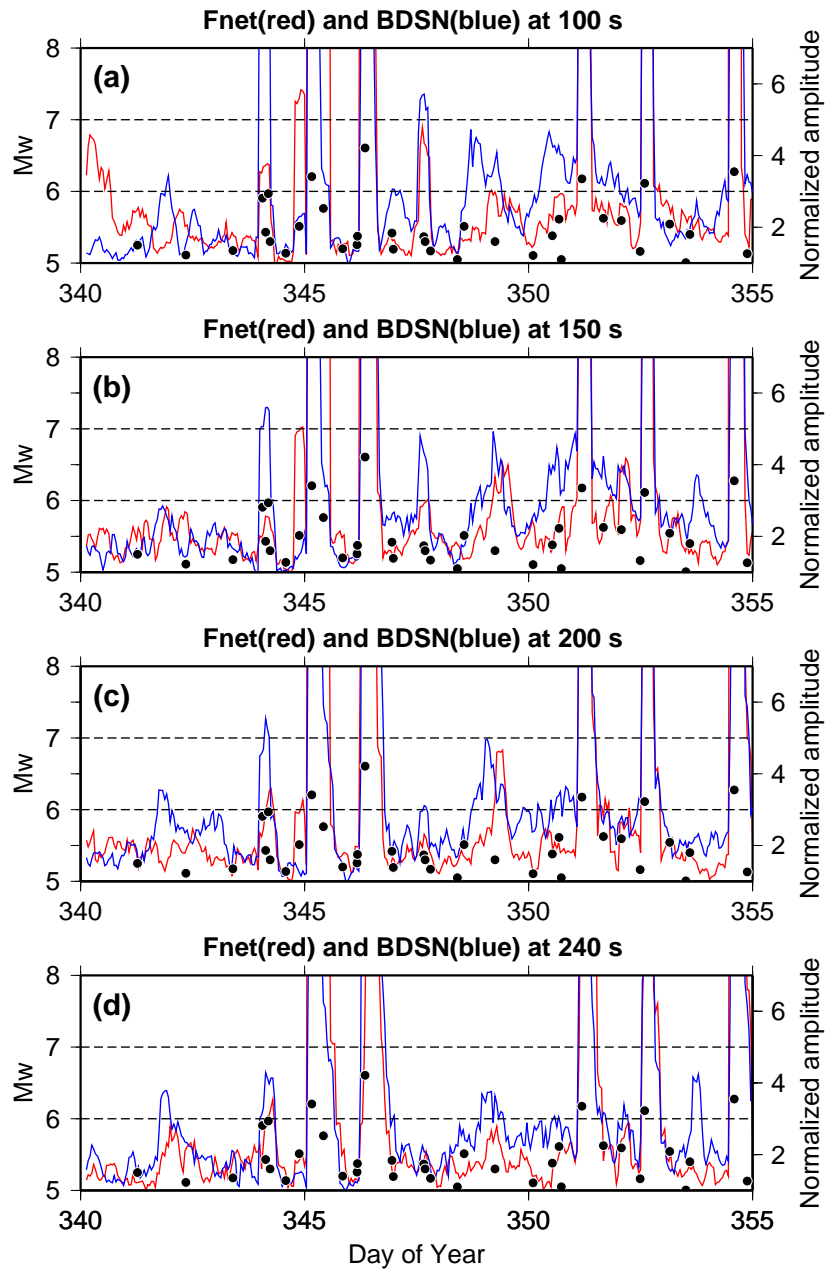 Fnet(red) and BDSN(blue) at 100 s
(a)
8
7
6
5
Mw
6
4
2
Normalized amplitude
340
345
350
355
Fnet(red) and BDSN(blue) at 150 s
(b)
8
7
6
5
Mw
6
4
2
Normalized amplitude
340
345
350
355
Fnet(red) and BDSN(blue) at 200 s
(c)
8
7
6
5
Mw
6
4
2
Normalized amplitude
340
345
350
355
Fnet(red) and BDSN(blue) at 240 s
(d)
8
7
6
5
Mw
6
4
2
Normalized amplitude
340
345
350
355
Day of Year